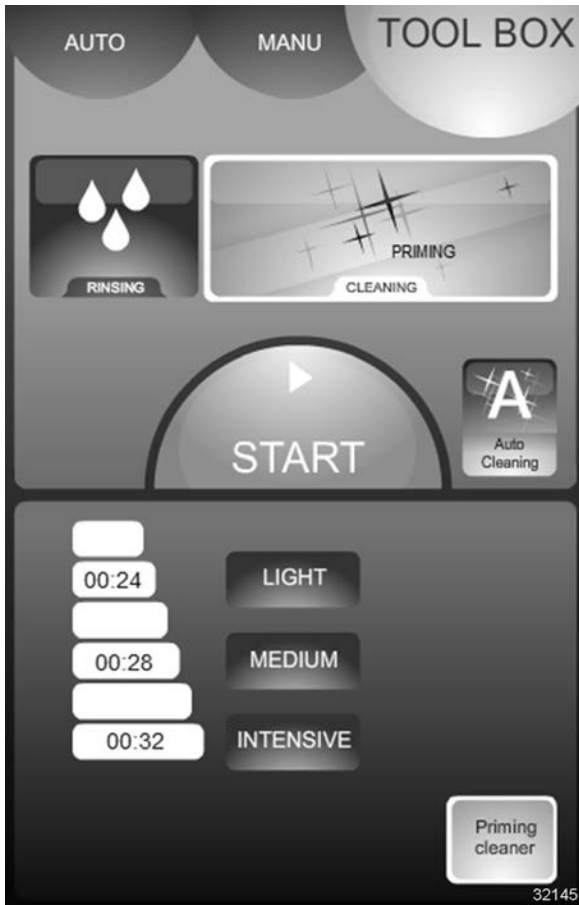 AUTO
MANU
TOOL BOX
RINSING
PRIMING
CLEANING
START
A
Auto
Cleaning
00:24
LIGHT
00:28
MEDIUM
00:32
INTENSIVE
Priming
cleaner
32145